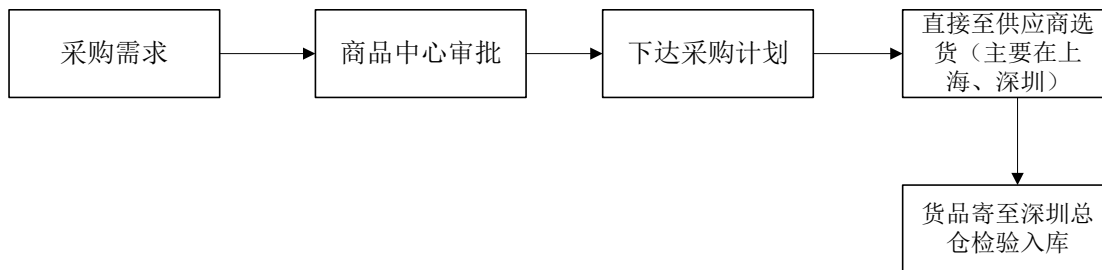 采购需求
商品中心审批
下达采购计划
直接至供应商选
货（主要在上
海、深圳）
货品寄至深圳总
仓检验入库